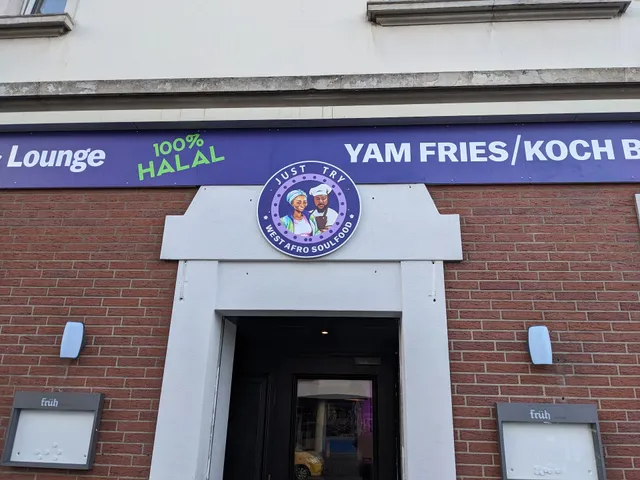 Lounge
100%
HALAL
YAM FRIES/KOCH B
JUST TRY
WEST AFRO SOULFOOD
früh
früh